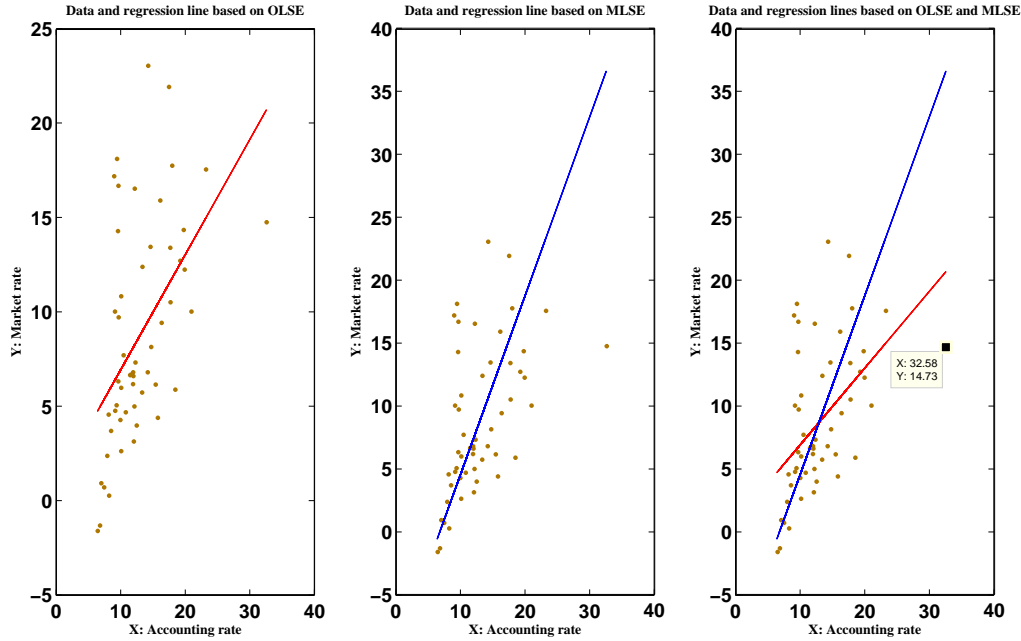 Data and regression line based on OLSE
25
20
15
10
5
0
−5
0 10 20 30 40
X: Accounting rate
Y: Market rate
Data and regression line based on MLSE
40
35
30
25
20
15
10
5
0
−5
0 10 20 30 40
X: Accounting rate
Y: Market rate
Data and regression lines based on OLSE and MLSE
40
35
30
25
20
15
10
5
0
−5
0 10 20 30 40
X: Accounting rate
Y: Market rate
X: 32.58
Y: 14.73